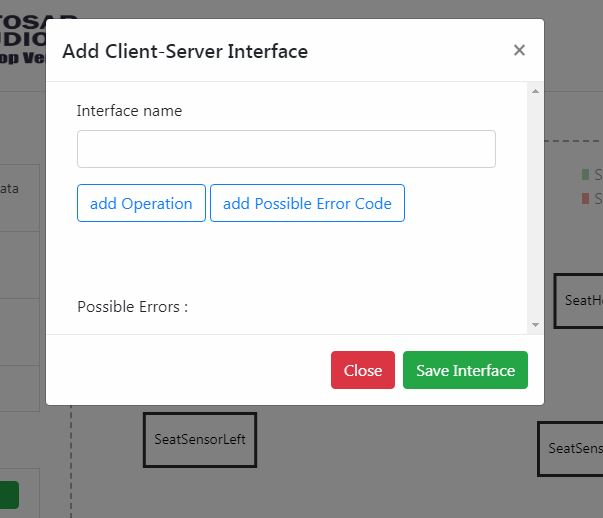 Add Client-Server Interface
×
Interface name
add Operation
add Possible Error Code
Possible Errors :
Close
Save Interface
SeatSensorLeft